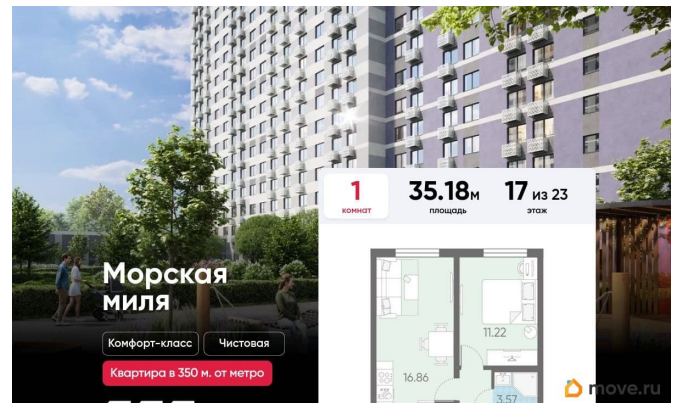 1
комнат
35.18м
площадь
17 из 23
этаж
Морская
миля
Комфорт-класс
Чистовая
Квартира в 350 м. от метро
11.22
16.86
3.57
move.ru